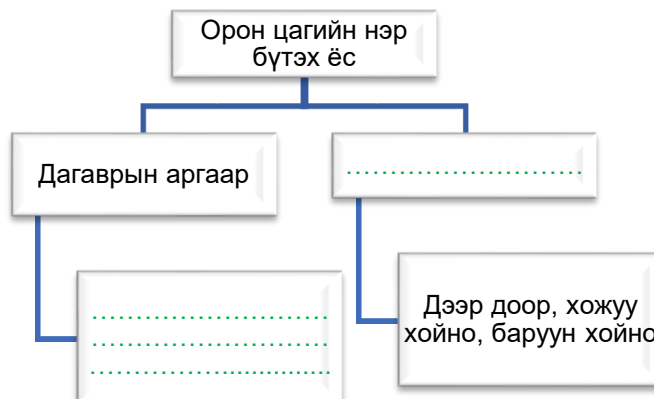 Орон цагийн нэр
бүтэх ёс
Дагаврын аргаар
...........................
Дээр доор, хожуу
хойно, баруун хойно
...........................
...........................
...........................